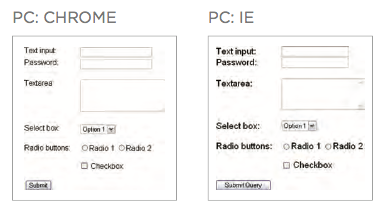 PC: CHROME
Text input:
Password:
Textarea:
Select box:
Option 1
Radio buttons:
Radio 1
Radio 2
Checkbox
Submit
PC: IE
Text input:
Password:
Textarea:
Select box:
Option 1
Radio buttons:
Radio 1
Radio 2
Checkbox
Submit Query